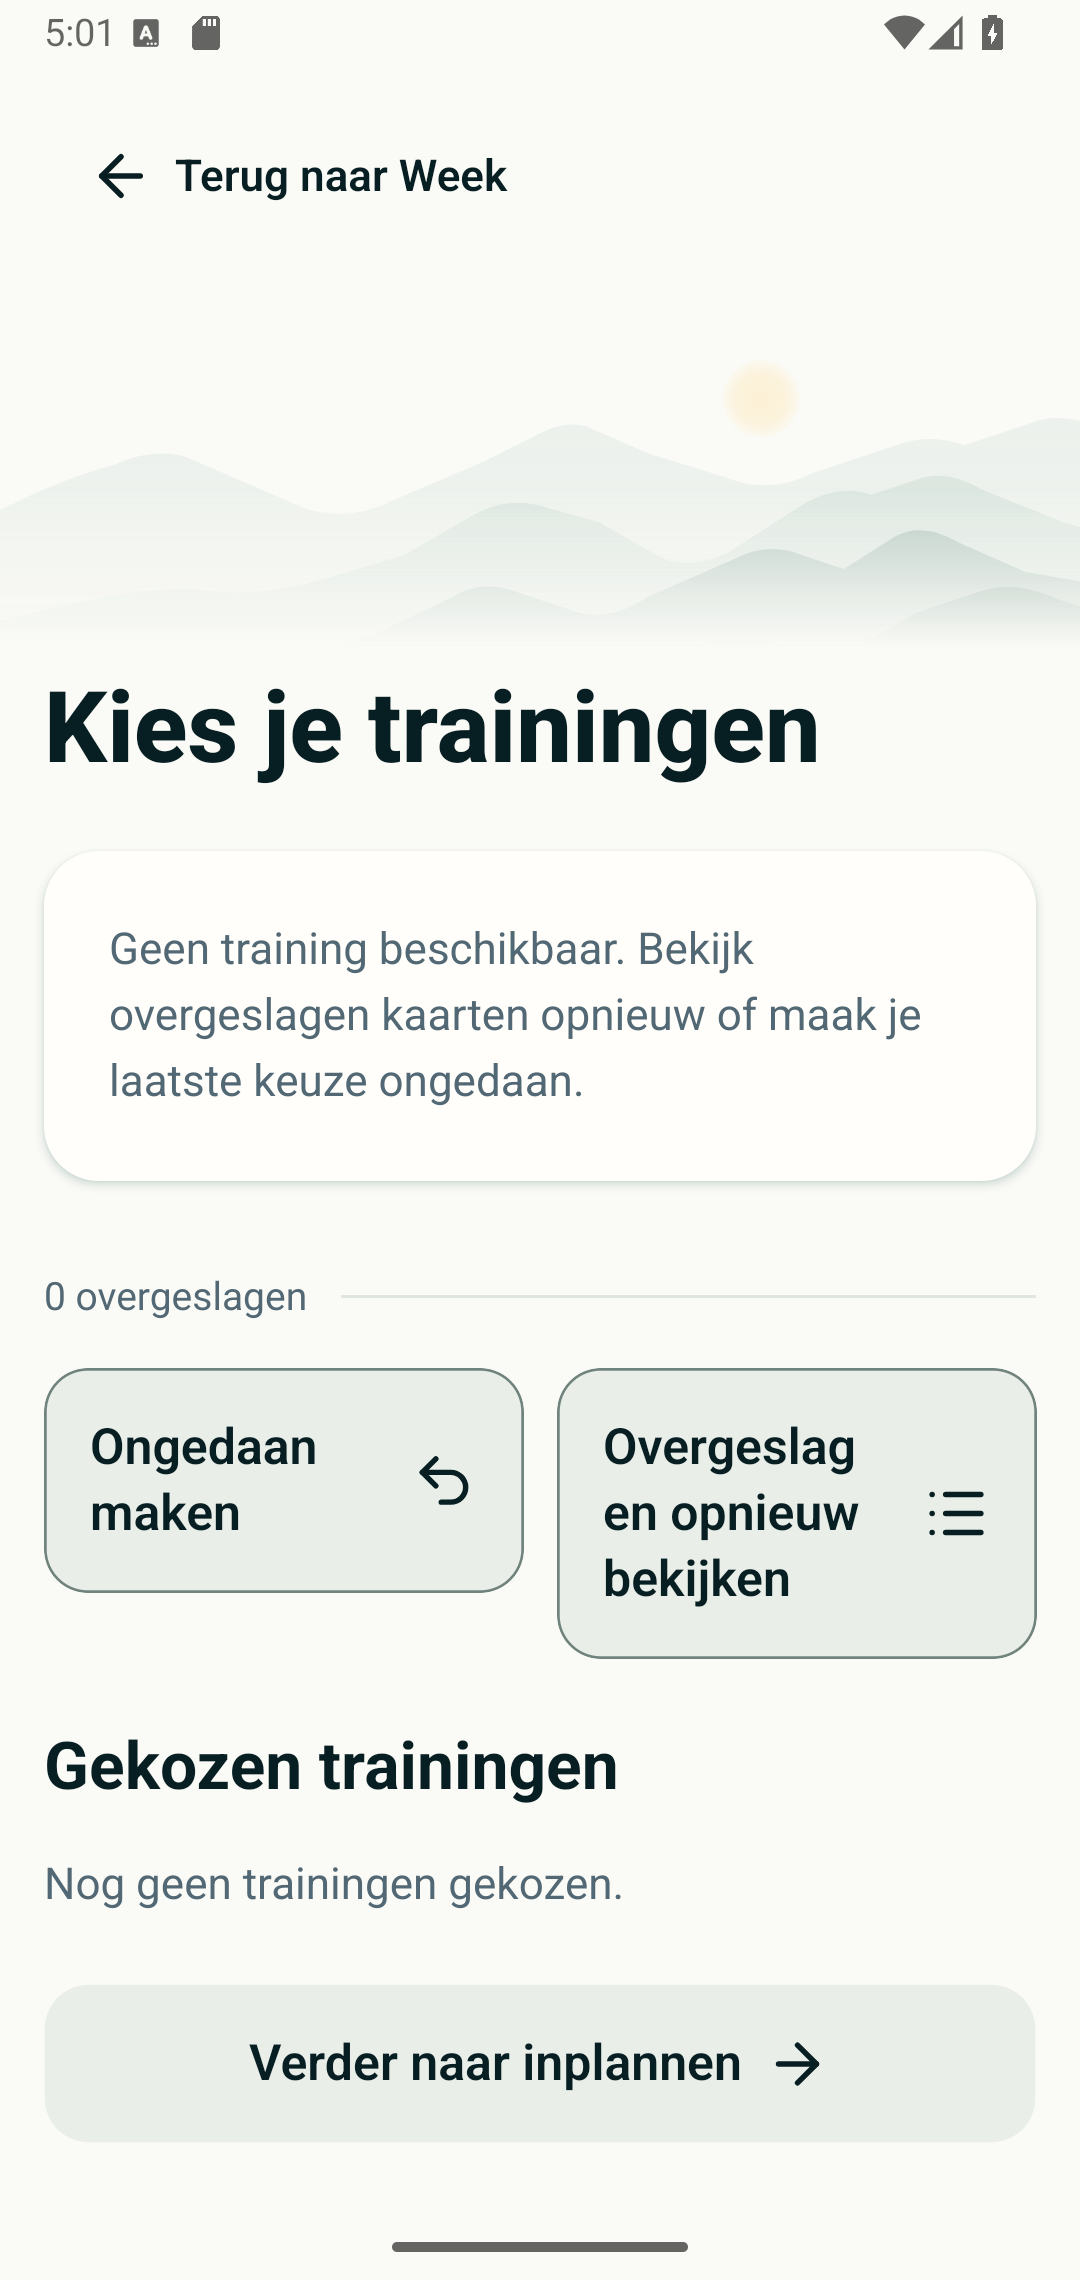 5:01
Terug naar Week
Kies je trainingen
Geen training beschikbaar. Bekijk
overgeslagen kaarten opnieuw of maak je
laatste keuze ongedaan.
0 overgeslagen
Ongedaan
maken
Overgeslag
en opnieuw
bekijken
Gekozen trainingen
Nog geen trainingen gekozen.
Verder naar inplannen